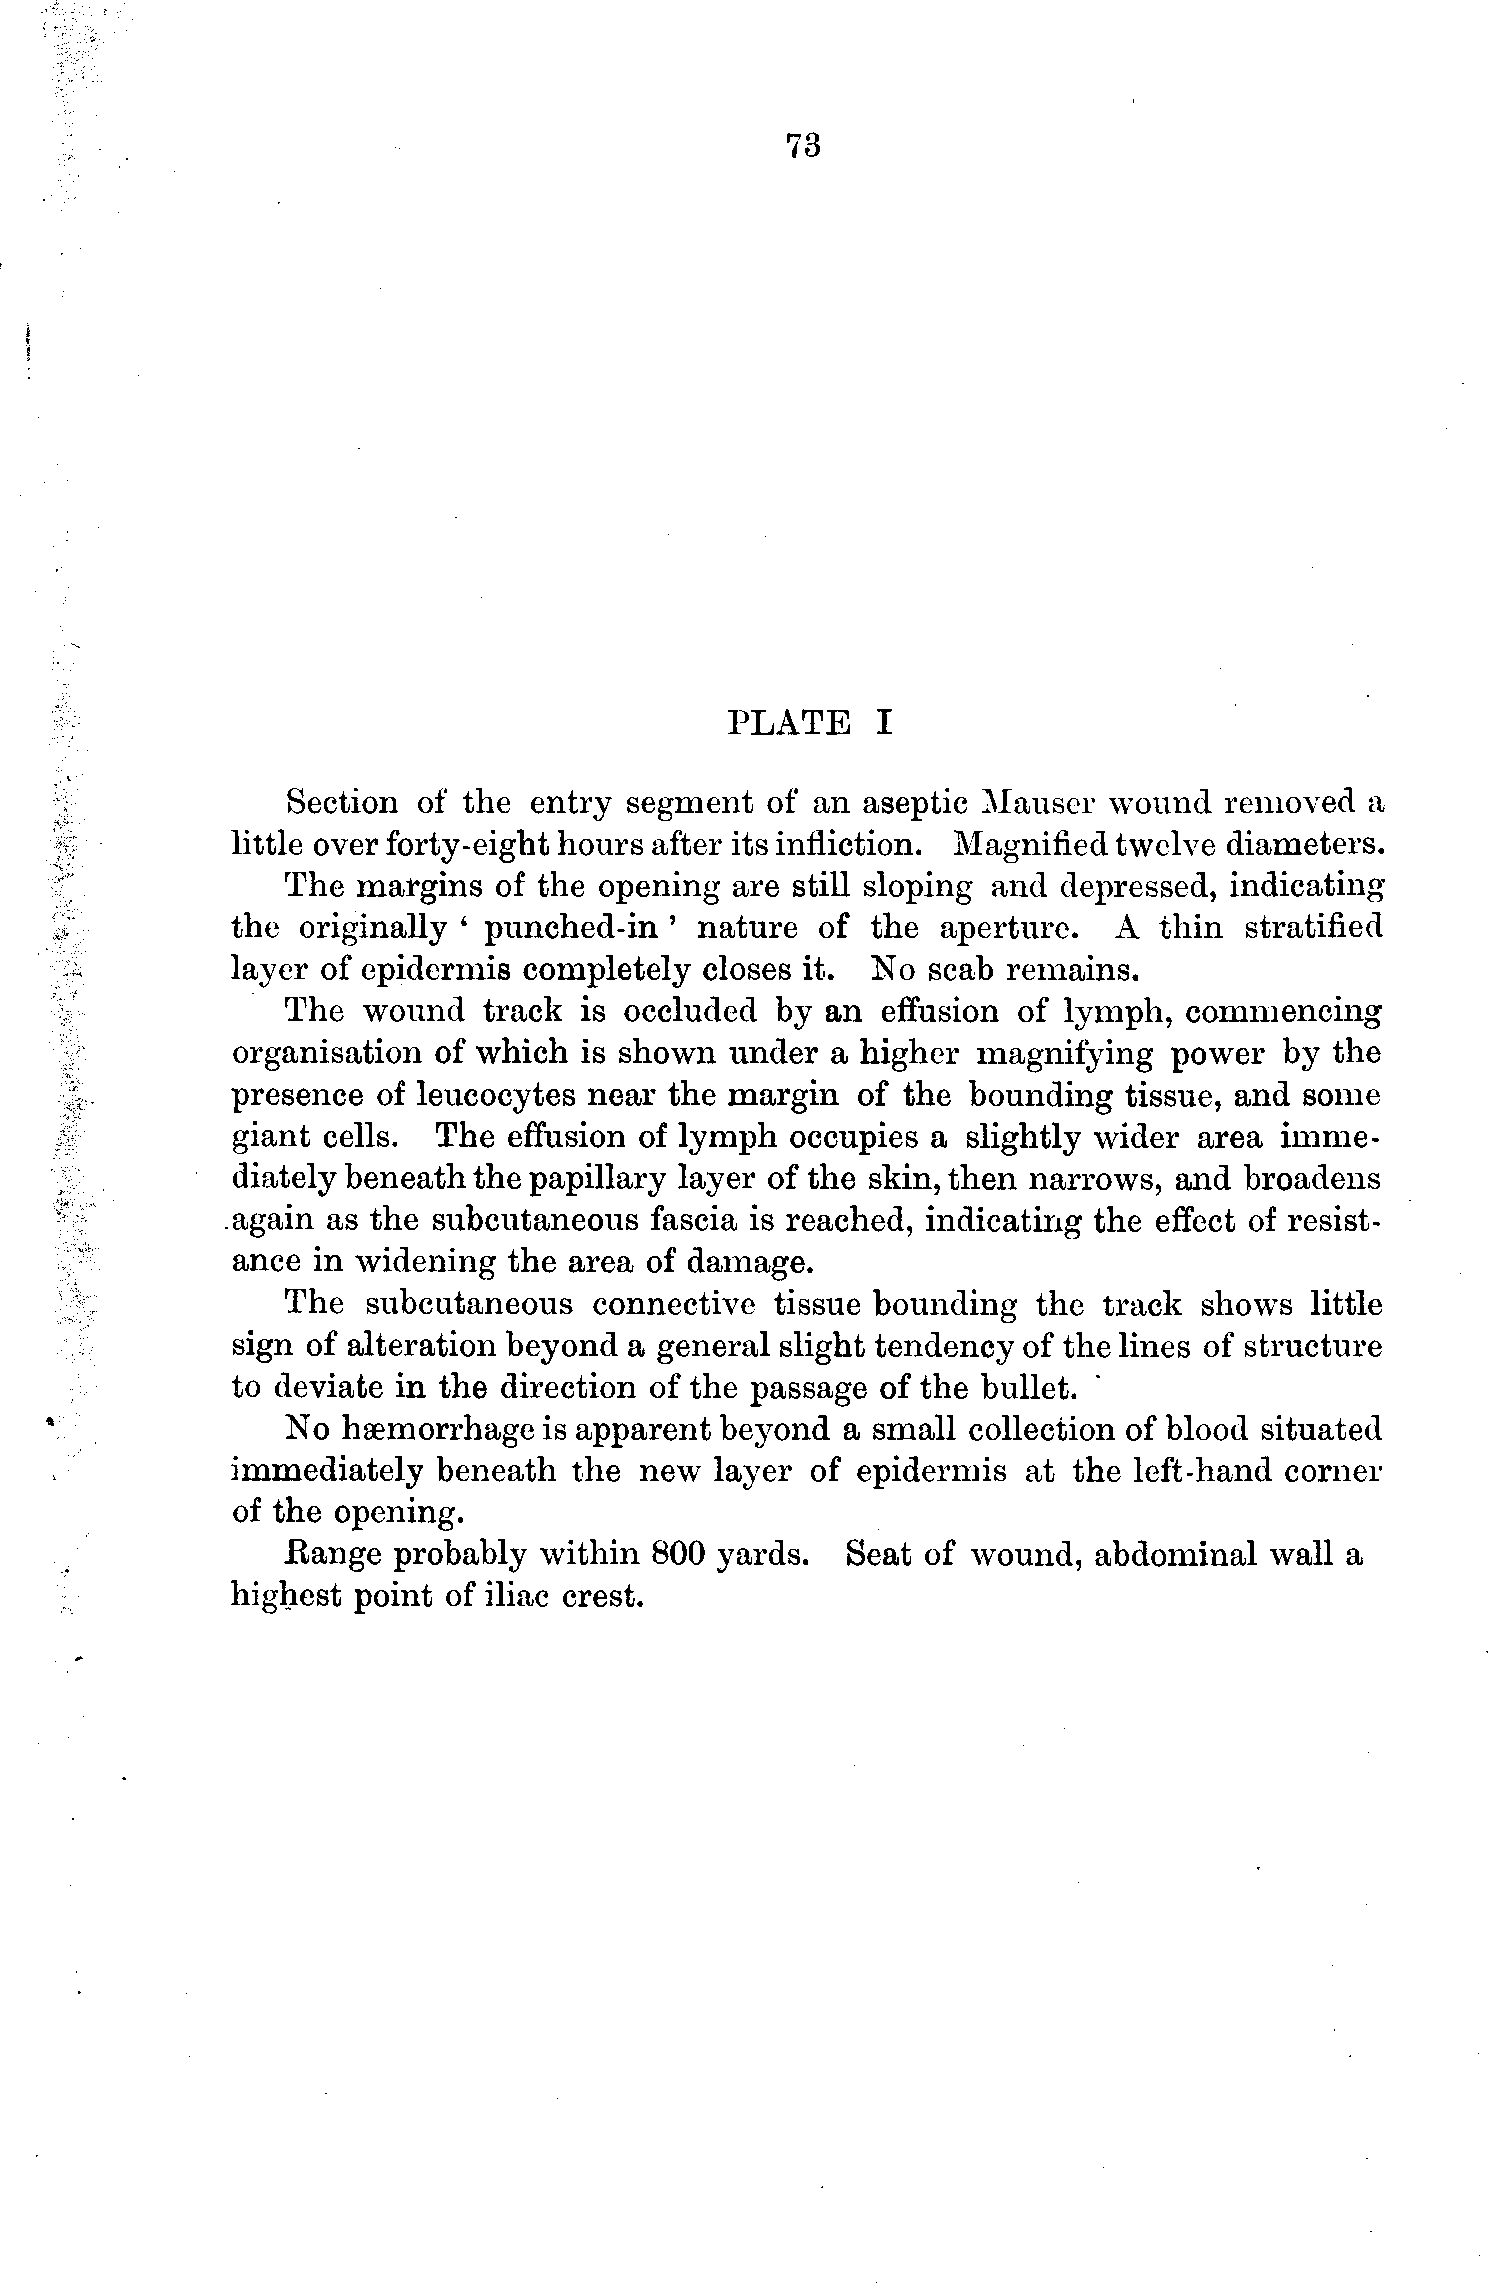 73
PLATE I
Section of the entry segment of an aseptic Mauser wound removed a
little over forty-eight hours after its infliction. Magnified twelve diameters.
The margins of the opening are still sloping and depressed, indicating
the originally ‘ punched-in ’ nature of the aperture. A thin stratified
layer of epidermis completely closes it. No scab remains.
The wound track is occluded by an effusion of lymph, commencing
organisation of which is shown under a higher magnifying power by the
presence of leucocytes near the margin of the bounding tissue, and some
giant cells. The effusion of lymph occupies a slightly wider area imme-
diately beneath the papillary layer of the skin, then narrows, and broadens
again as the subcutaneous fascia is reached, indicating the effect of resist-
ance in widening the area of damage.
The subcutaneous connective tissue bounding the track shows little
sign of alteration beyond a general slight tendency of the lines of structure
to deviate in the direction of the passage of the bullet.
No hæmorrhage is apparent beyond a small collection of blood situated
immediately beneath the new layer of epidermis at the left-hand corner
of the opening.
Range probably within 800 yards. Seat of wound, abdominal wall a
highest point of iliac crest.